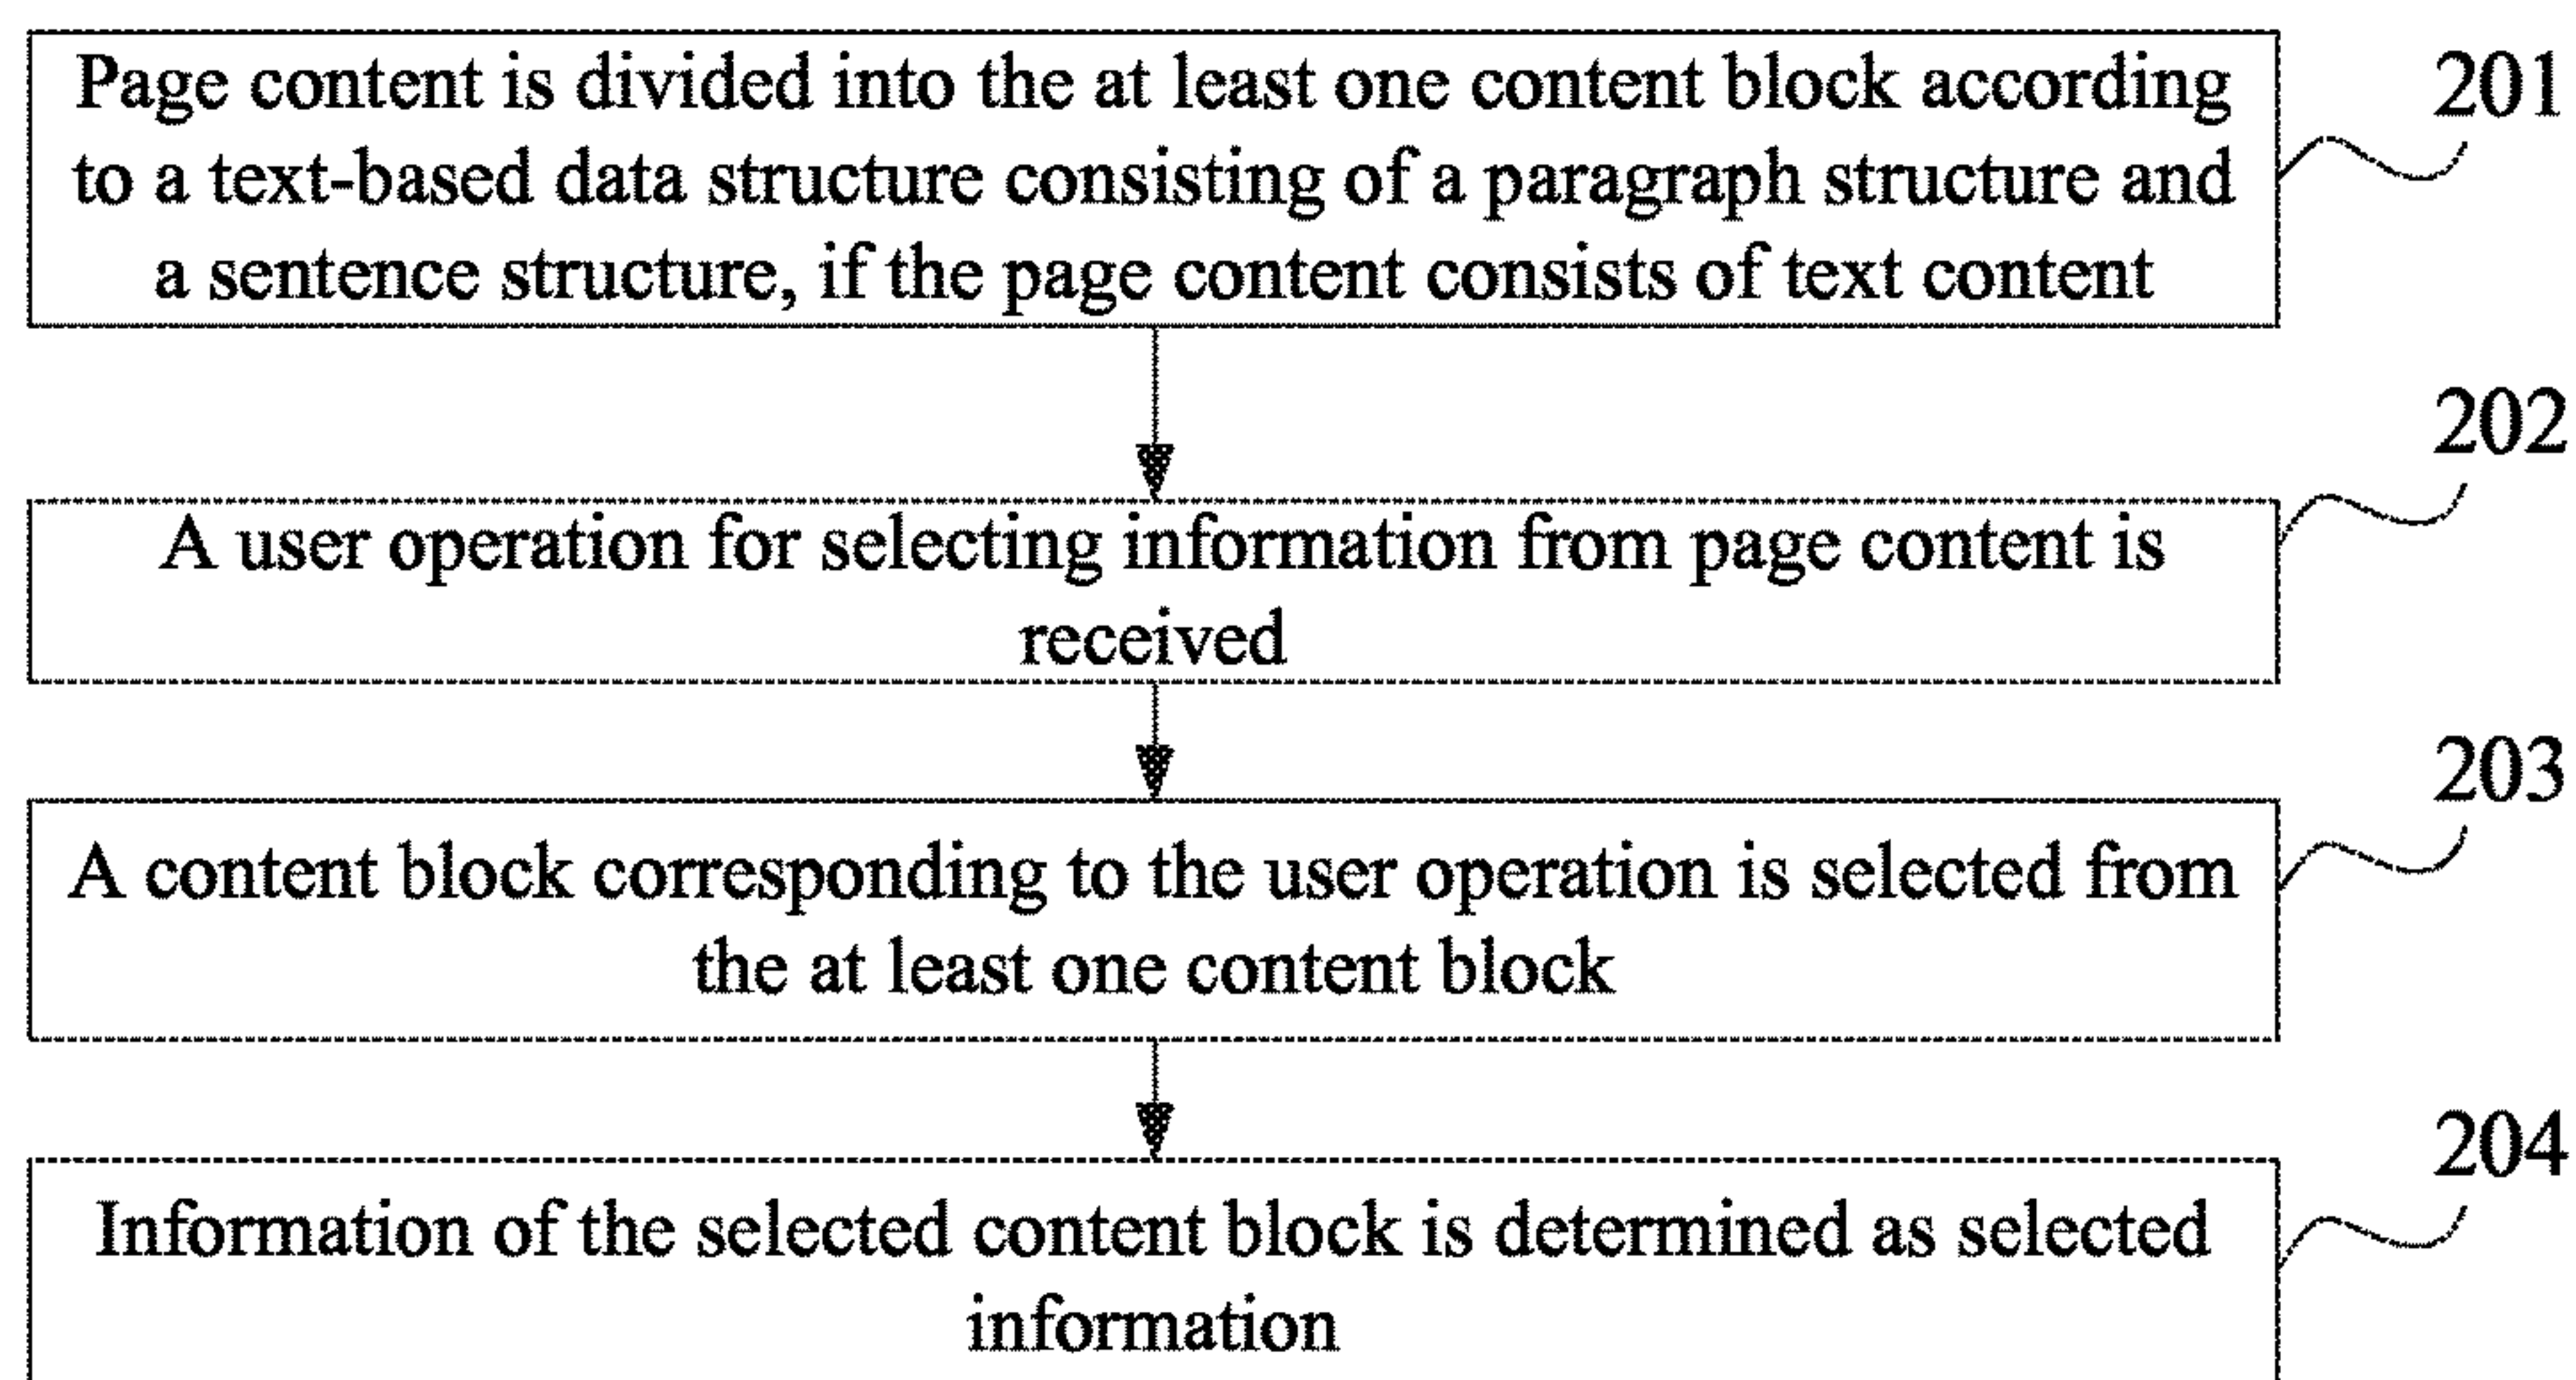 Page content is divided into the at least one content block according
to a text-based data structure consisting of a paragraph structure and
a sentence structure, if the page content consists of text content
201
A user operation for selecting information from page content is
received
202
A content block corresponding to the user operation is selected from
the at least one content block
203
Information of the selected content block is determined as selected
information
204